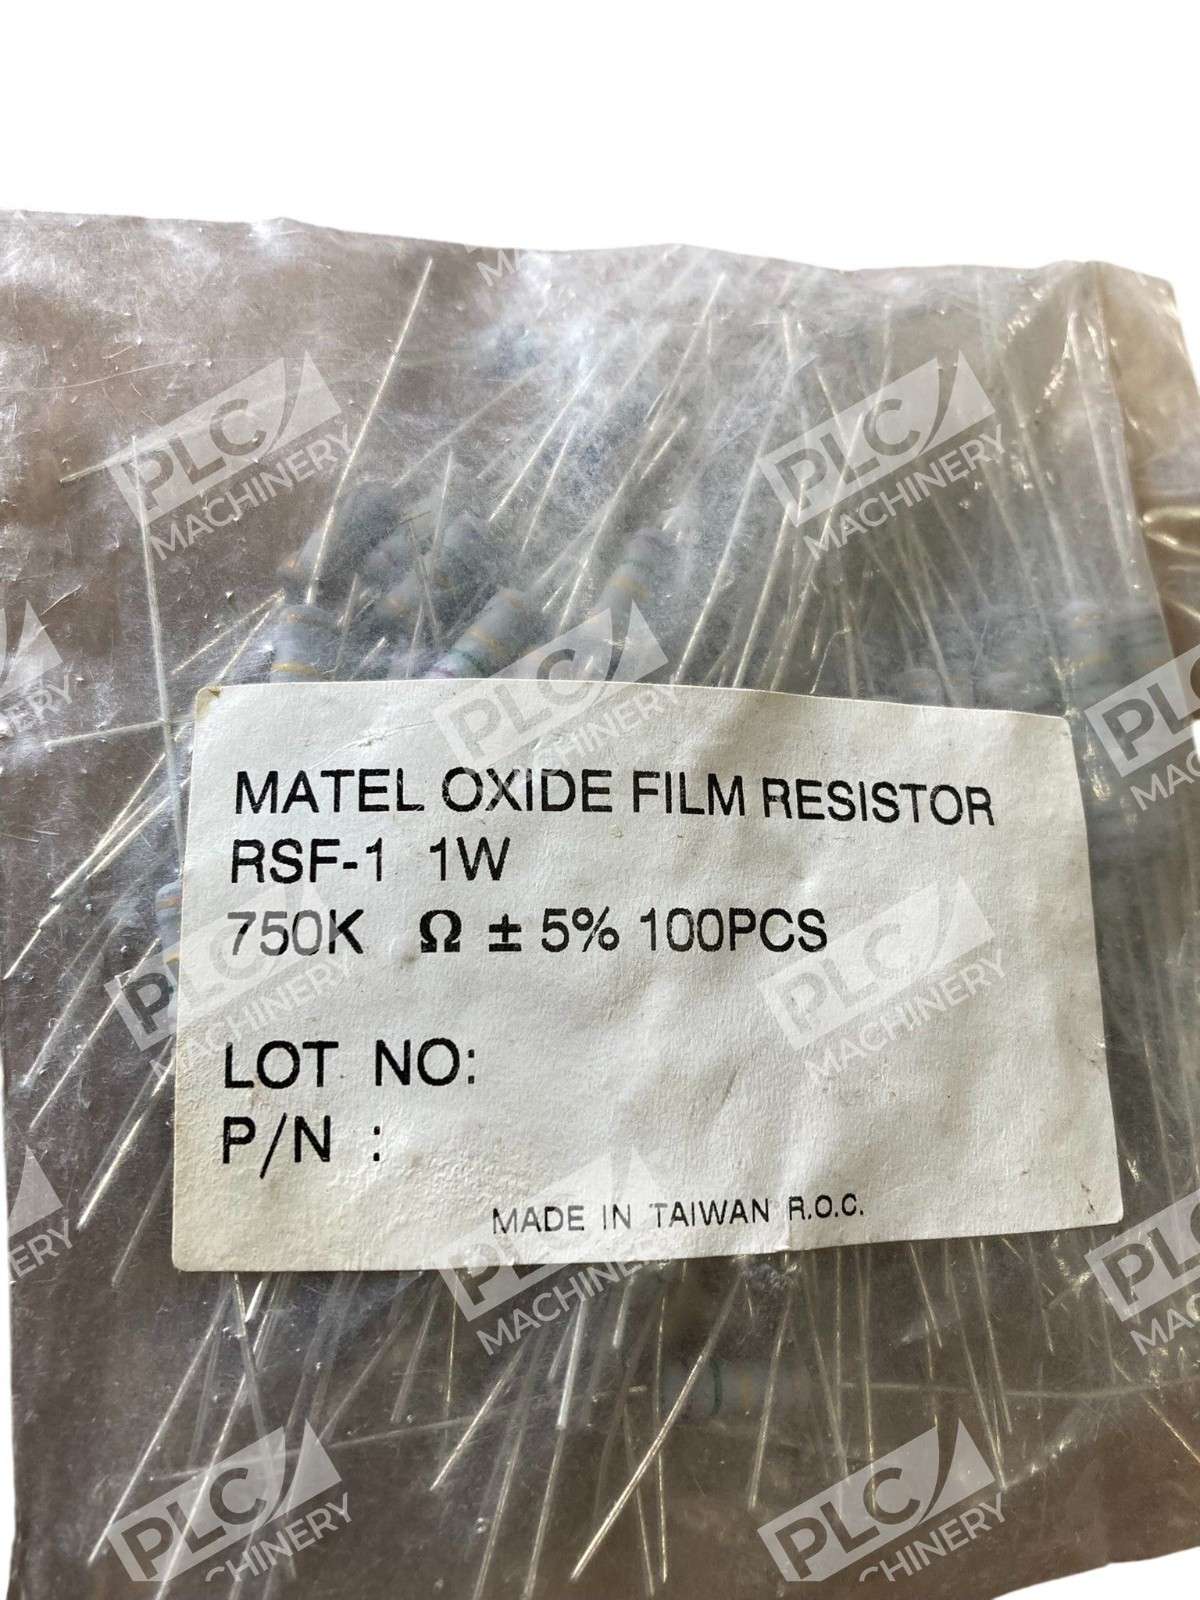 MATEL OXIDE FILM RESISTOR
RSF-1 1W
750K Ω ± 5% 100PCS
LOT NO:
P/N :
MADE IN TAIWAN R.O.C.
PLC
MACHINERY